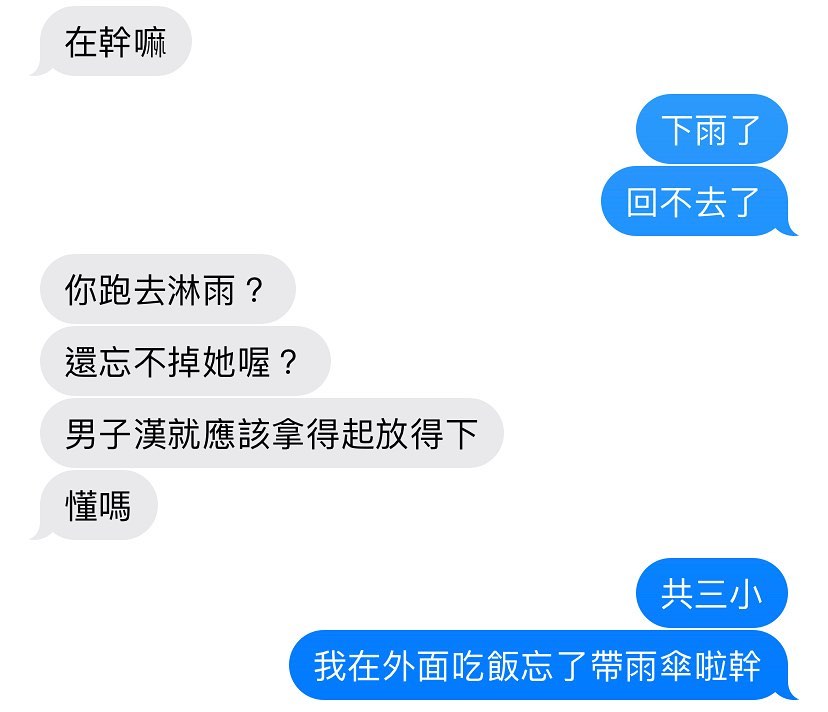 在幹嘛
下雨了
回不去了
你跑去淋雨？
還忘不掉她喔？
男子漢就應該拿得起放得下
懂嗎
共三小
我在外面吃飯忘了帶雨傘啦幹